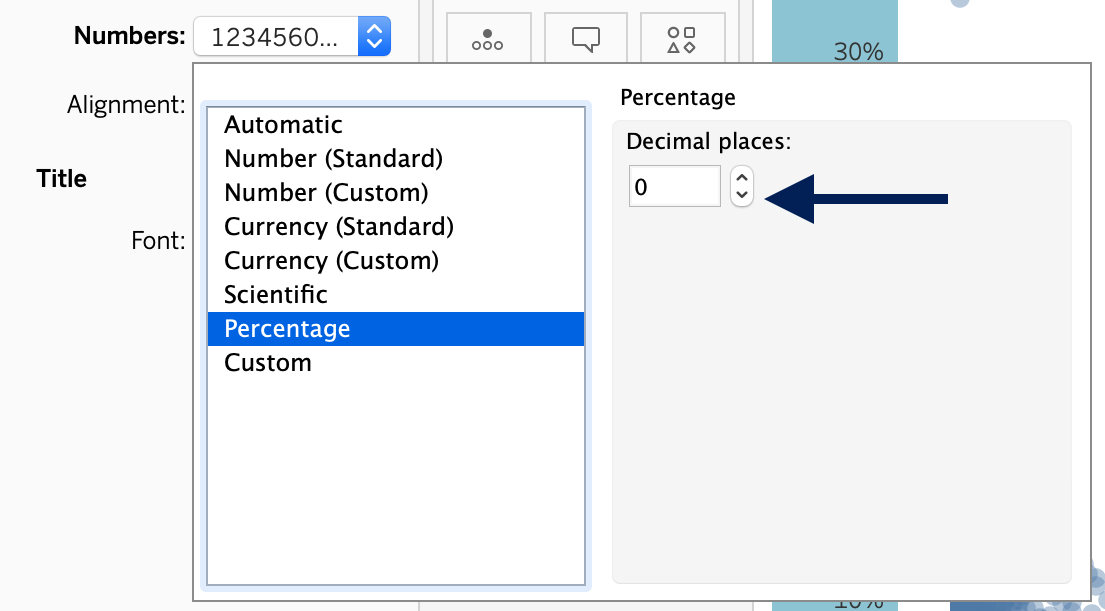 Numbers:
1234560...
30%
Alignment:
Title
Font:
Automatic
Number (Standard)
Number (Custom)
Currency (Standard)
Currency (Custom)
Scientific
Percentage
Custom
Percentage
Decimal places:
0
10%